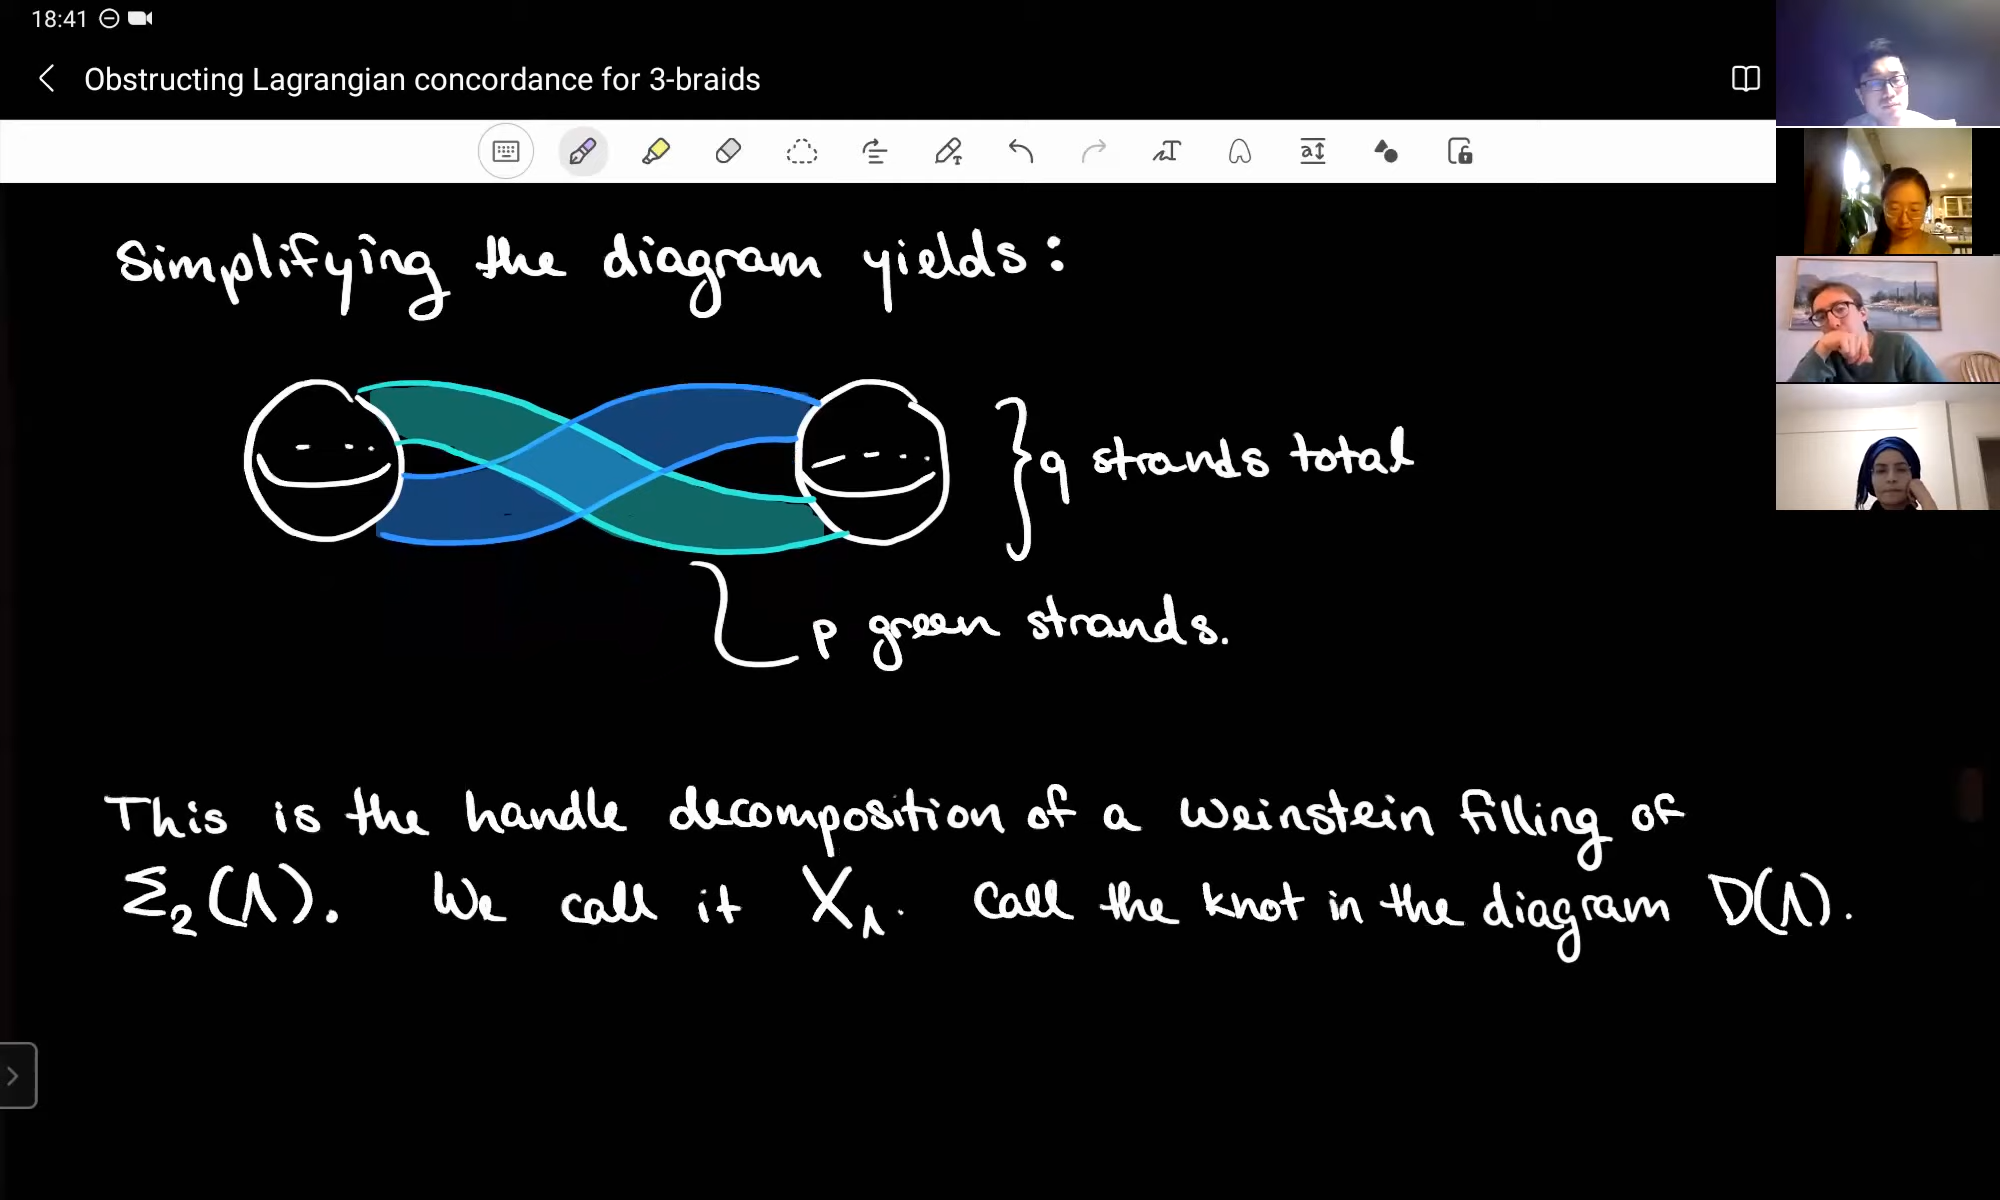 18:41
Obstructing Lagrangian concordance for 3-braids
Simplifying the diagram yields:
q strands total
p green strands.
This is the handle decomposition of a Weinstein filling of
Σ₂(Λ). We call it X_Λ. Call the knot in the diagram D(Λ).